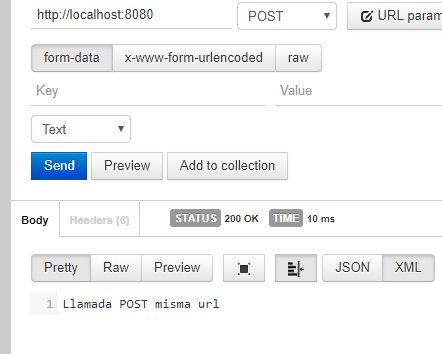 http://localhost:8080 POST URL param
form-data x-www-form-urlencoded raw
Key Value
Text
Send Preview Add to collection
Body Headers (6) STATUS 200 OK TIME 10 ms
Pretty Raw Preview JSON XML
1 Llamada POST misma url